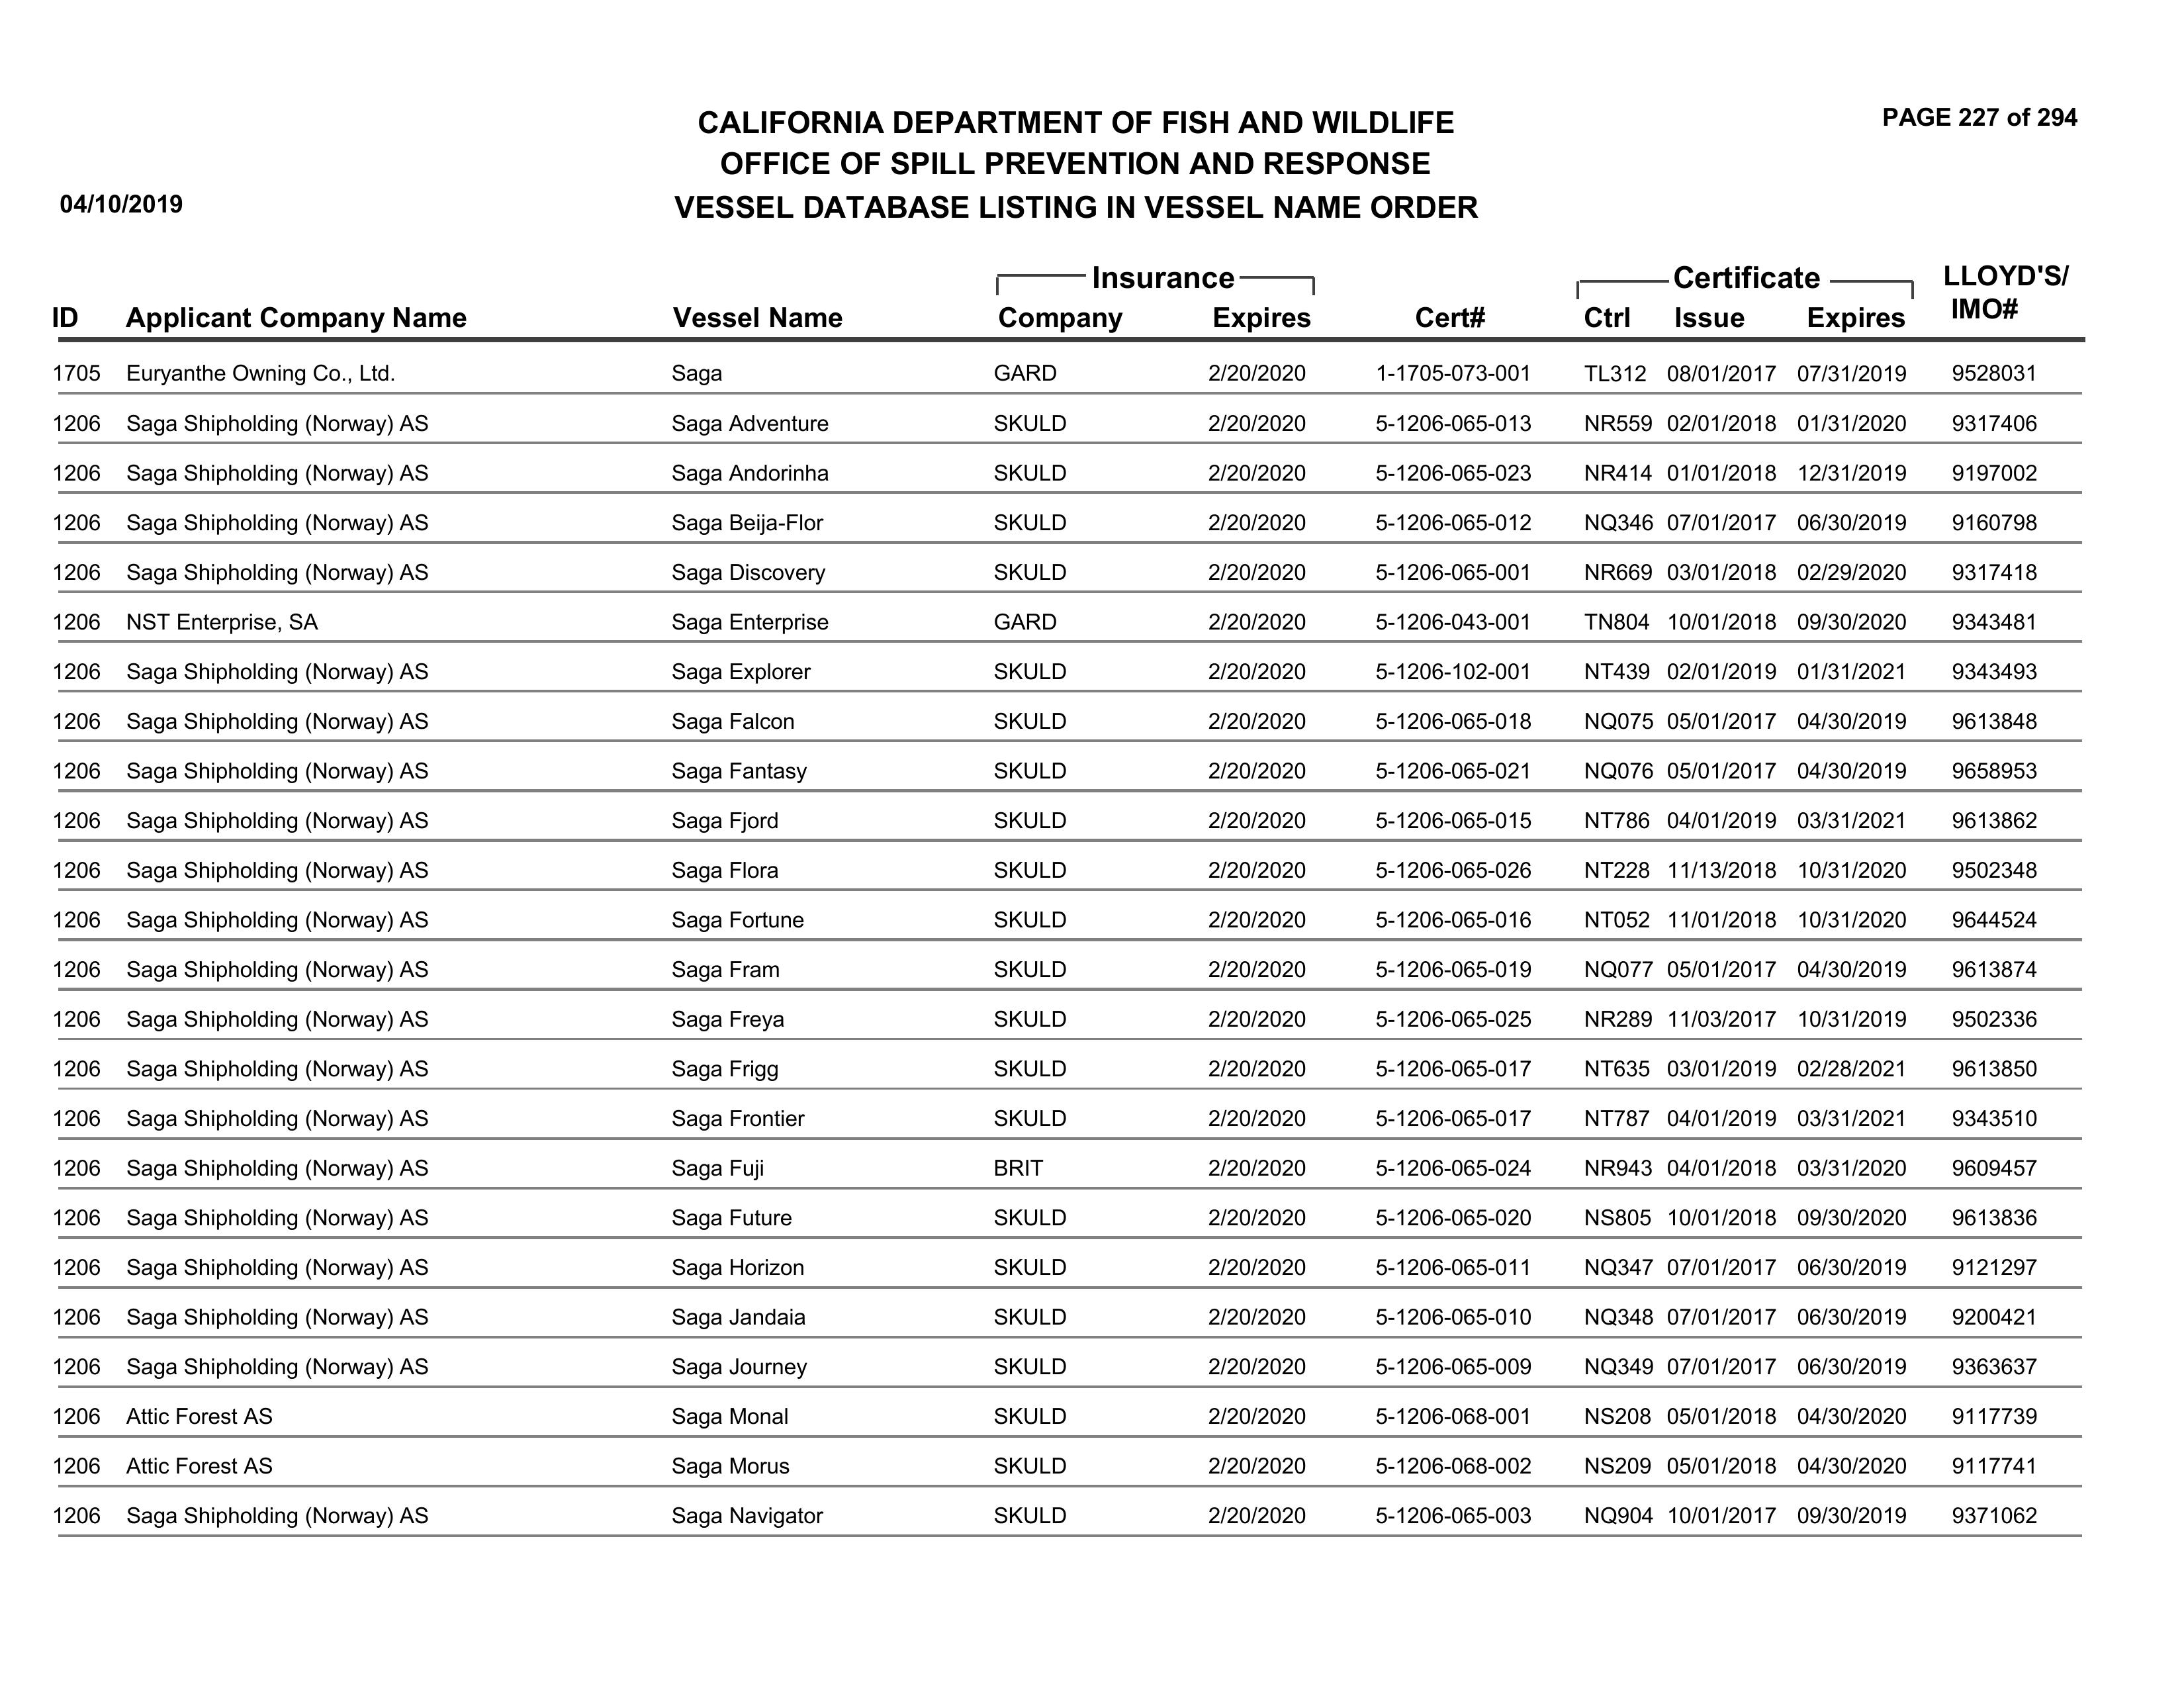 CALIFORNIA DEPARTMENT OF FISH AND WILDLIFE
PAGE 227 of 294
OFFICE OF SPILL PREVENTION AND RESPONSE
04/10/2019
VESSEL DATABASE LISTING IN VESSEL NAME ORDER
Insurance Certificate LLOYD'S/
ID Applicant Company Name Vessel Name Company Expires Cert# Ctrl Issue Expires IMO#
1705 Euryanthe Owning Co., Ltd. Saga GARD 2/20/2020 1-1705-073-001 TL312 08/01/2017 07/31/2019 9528031
1206 Saga Shipholding (Norway) AS Saga Adventure SKULD 2/20/2020 5-1206-065-013 NR559 02/01/2018 01/31/2020 9317406
1206 Saga Shipholding (Norway) AS Saga Andorinha SKULD 2/20/2020 5-1206-065-023 NR414 01/01/2018 12/31/2019 9197002
1206 Saga Shipholding (Norway) AS Saga Beija-Flor SKULD 2/20/2020 5-1206-065-012 NQ346 07/01/2017 06/30/2019 9160798
1206 Saga Shipholding (Norway) AS Saga Discovery SKULD 2/20/2020 5-1206-065-001 NR669 03/01/2018 02/29/2020 9317418
1206 NST Enterprise, SA Saga Enterprise GARD 2/20/2020 5-1206-043-001 TN804 10/01/2018 09/30/2020 9343481
1206 Saga Shipholding (Norway) AS Saga Explorer SKULD 2/20/2020 5-1206-102-001 NT439 02/01/2019 01/31/2021 9343493
1206 Saga Shipholding (Norway) AS Saga Falcon SKULD 2/20/2020 5-1206-065-018 NQ075 05/01/2017 04/30/2019 9613848
1206 Saga Shipholding (Norway) AS Saga Fantasy SKULD 2/20/2020 5-1206-065-021 NQ076 05/01/2017 04/30/2019 9658953
1206 Saga Shipholding (Norway) AS Saga Fjord SKULD 2/20/2020 5-1206-065-015 NT786 04/01/2019 03/31/2021 9613862
1206 Saga Shipholding (Norway) AS Saga Flora SKULD 2/20/2020 5-1206-065-026 NT228 11/13/2018 10/31/2020 9502348
1206 Saga Shipholding (Norway) AS Saga Fortune SKULD 2/20/2020 5-1206-065-016 NT052 11/01/2018 10/31/2020 9644524
1206 Saga Shipholding (Norway) AS Saga Fram SKULD 2/20/2020 5-1206-065-019 NQ077 05/01/2017 04/30/2019 9613874
1206 Saga Shipholding (Norway) AS Saga Freya SKULD 2/20/2020 5-1206-065-025 NR289 11/03/2017 10/31/2019 9502336
1206 Saga Shipholding (Norway) AS Saga Frigg SKULD 2/20/2020 5-1206-065-017 NT635 03/01/2019 02/28/2021 9613850
1206 Saga Shipholding (Norway) AS Saga Frontier SKULD 2/20/2020 5-1206-065-017 NT787 04/01/2019 03/31/2021 9343510
1206 Saga Shipholding (Norway) AS Saga Fuji BRIT 2/20/2020 5-1206-065-024 NR943 04/01/2018 03/31/2020 9609457
1206 Saga Shipholding (Norway) AS Saga Future SKULD 2/20/2020 5-1206-065-020 NS805 10/01/2018 09/30/2020 9613836
1206 Saga Shipholding (Norway) AS Saga Horizon SKULD 2/20/2020 5-1206-065-011 NQ347 07/01/2017 06/30/2019 9121297
1206 Saga Shipholding (Norway) AS Saga Jandaia SKULD 2/20/2020 5-1206-065-010 NQ348 07/01/2017 06/30/2019 9200421
1206 Saga Shipholding (Norway) AS Saga Journey SKULD 2/20/2020 5-1206-065-009 NQ349 07/01/2017 06/30/2019 9363637
1206 Attic Forest AS Saga Monal SKULD 2/20/2020 5-1206-068-001 NS208 05/01/2018 04/30/2020 9117739
1206 Attic Forest AS Saga Morus SKULD 2/20/2020 5-1206-068-002 NS209 05/01/2018 04/30/2020 9117741
1206 Saga Shipholding (Norway) AS Saga Navigator SKULD 2/20/2020 5-1206-065-003 NQ904 10/01/2017 09/30/2019 9371062